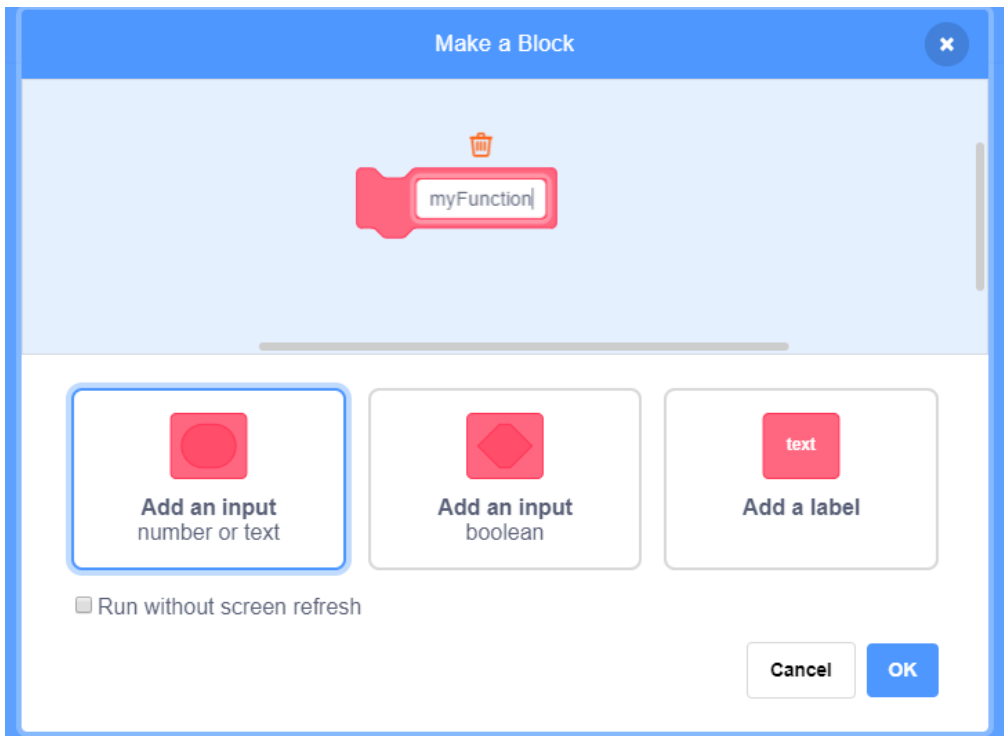 Make a Block
myFunction
text
Add an input
number or text
Add an input
boolean
Add a label
Run without screen refresh
Cancel
OK